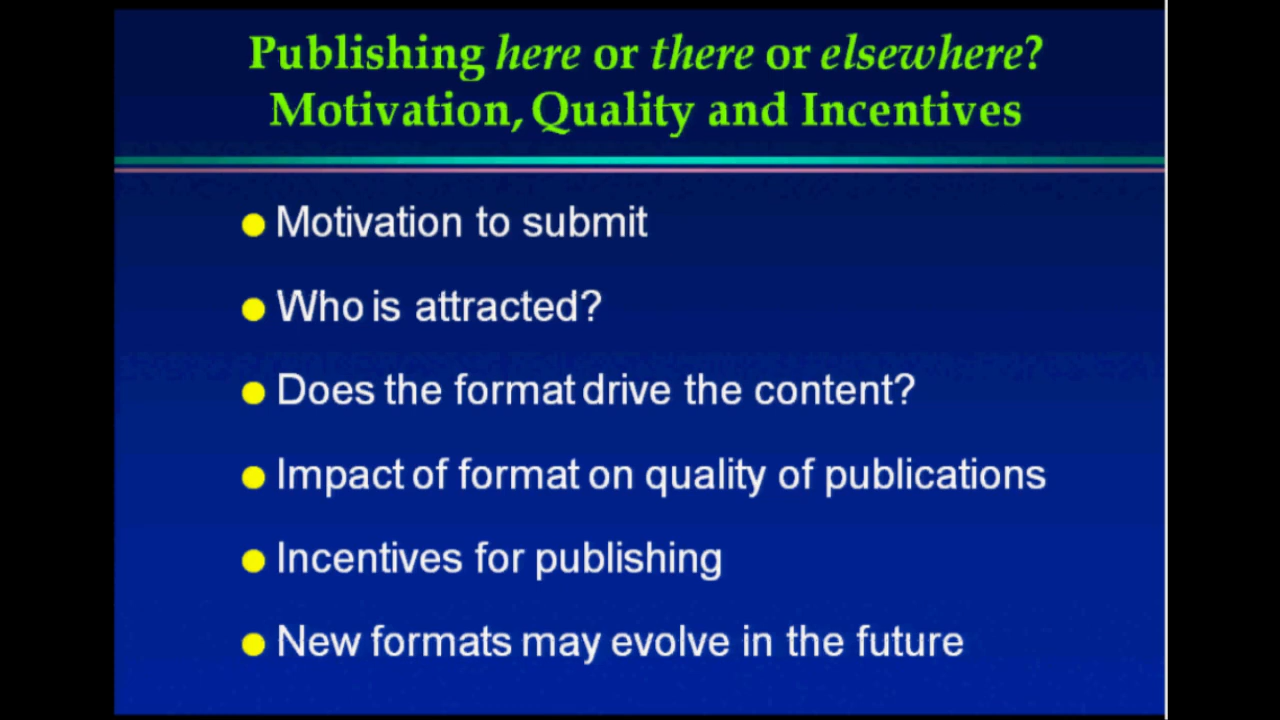 Publishing here or there or elsewhere?
Motivation, Quality and Incentives
Motivation to submit
Who is attracted?
Does the format drive the content?
Impact of format on quality of publications
Incentives for publishing
New formats may evolve in the future